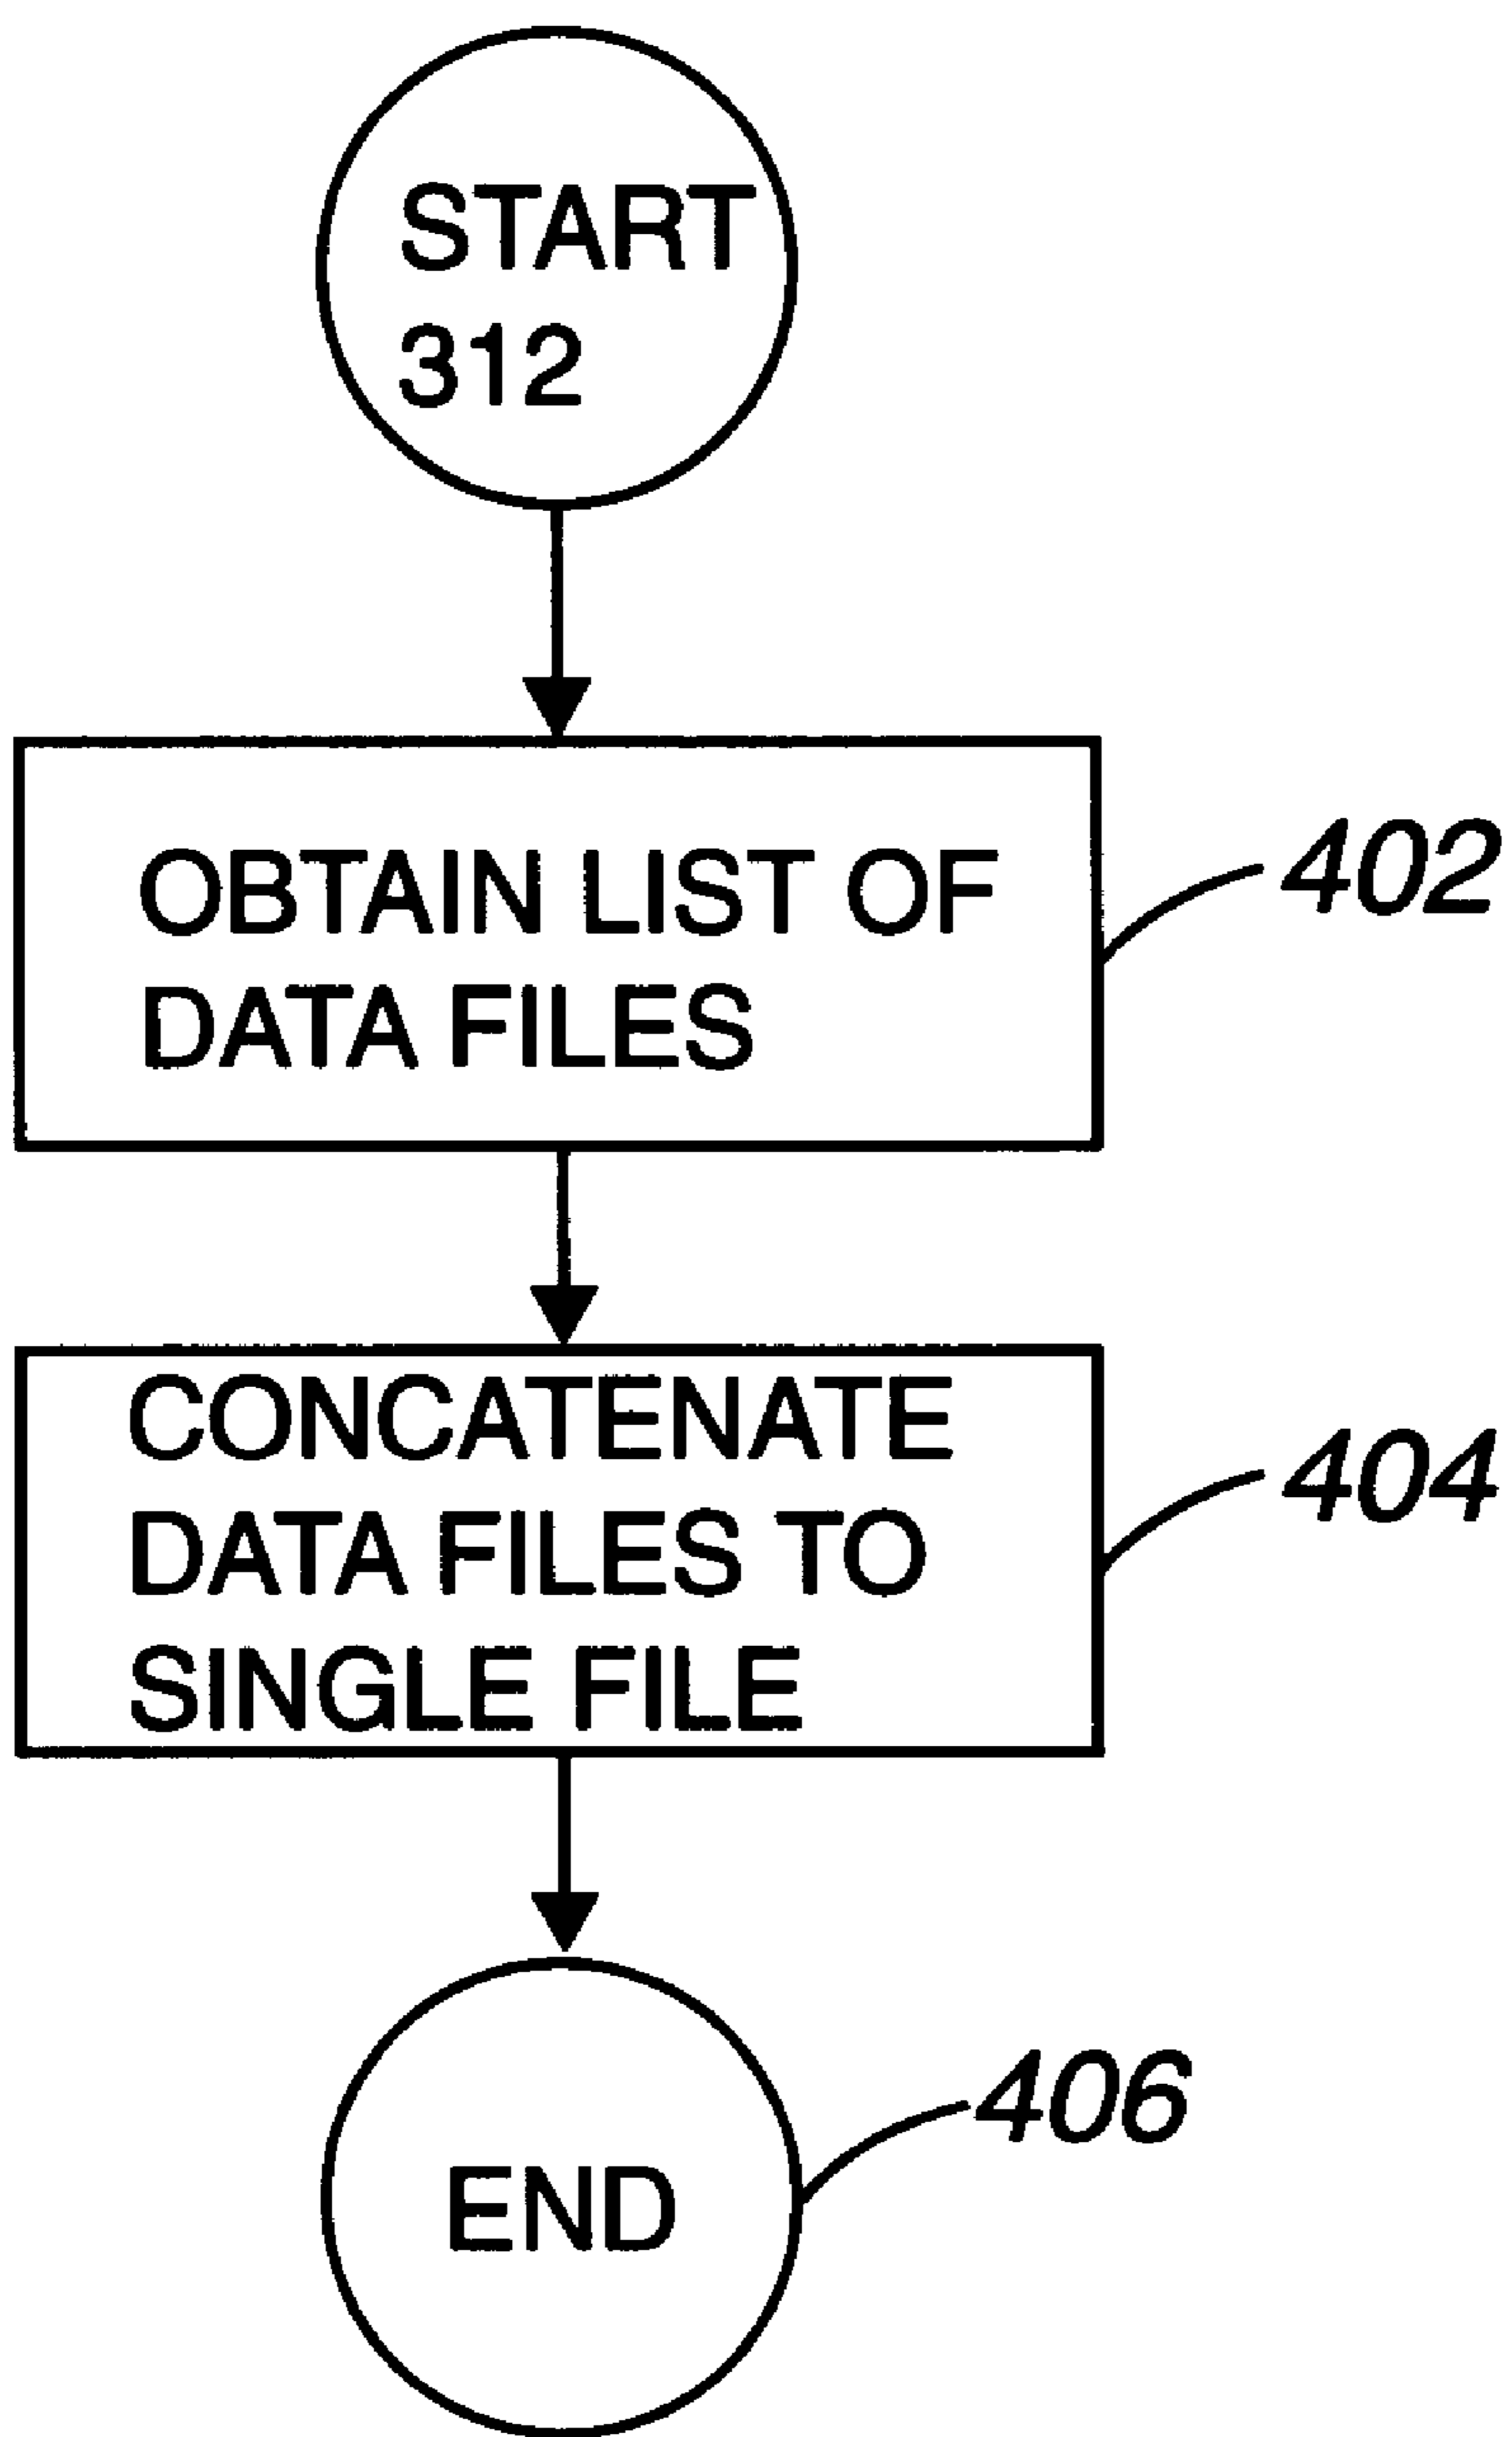 START
312
OBTAIN LIST OF
DATA FILES
402
CONCATENATE
DATA FILES TO
SINGLE FILE
404
END
406